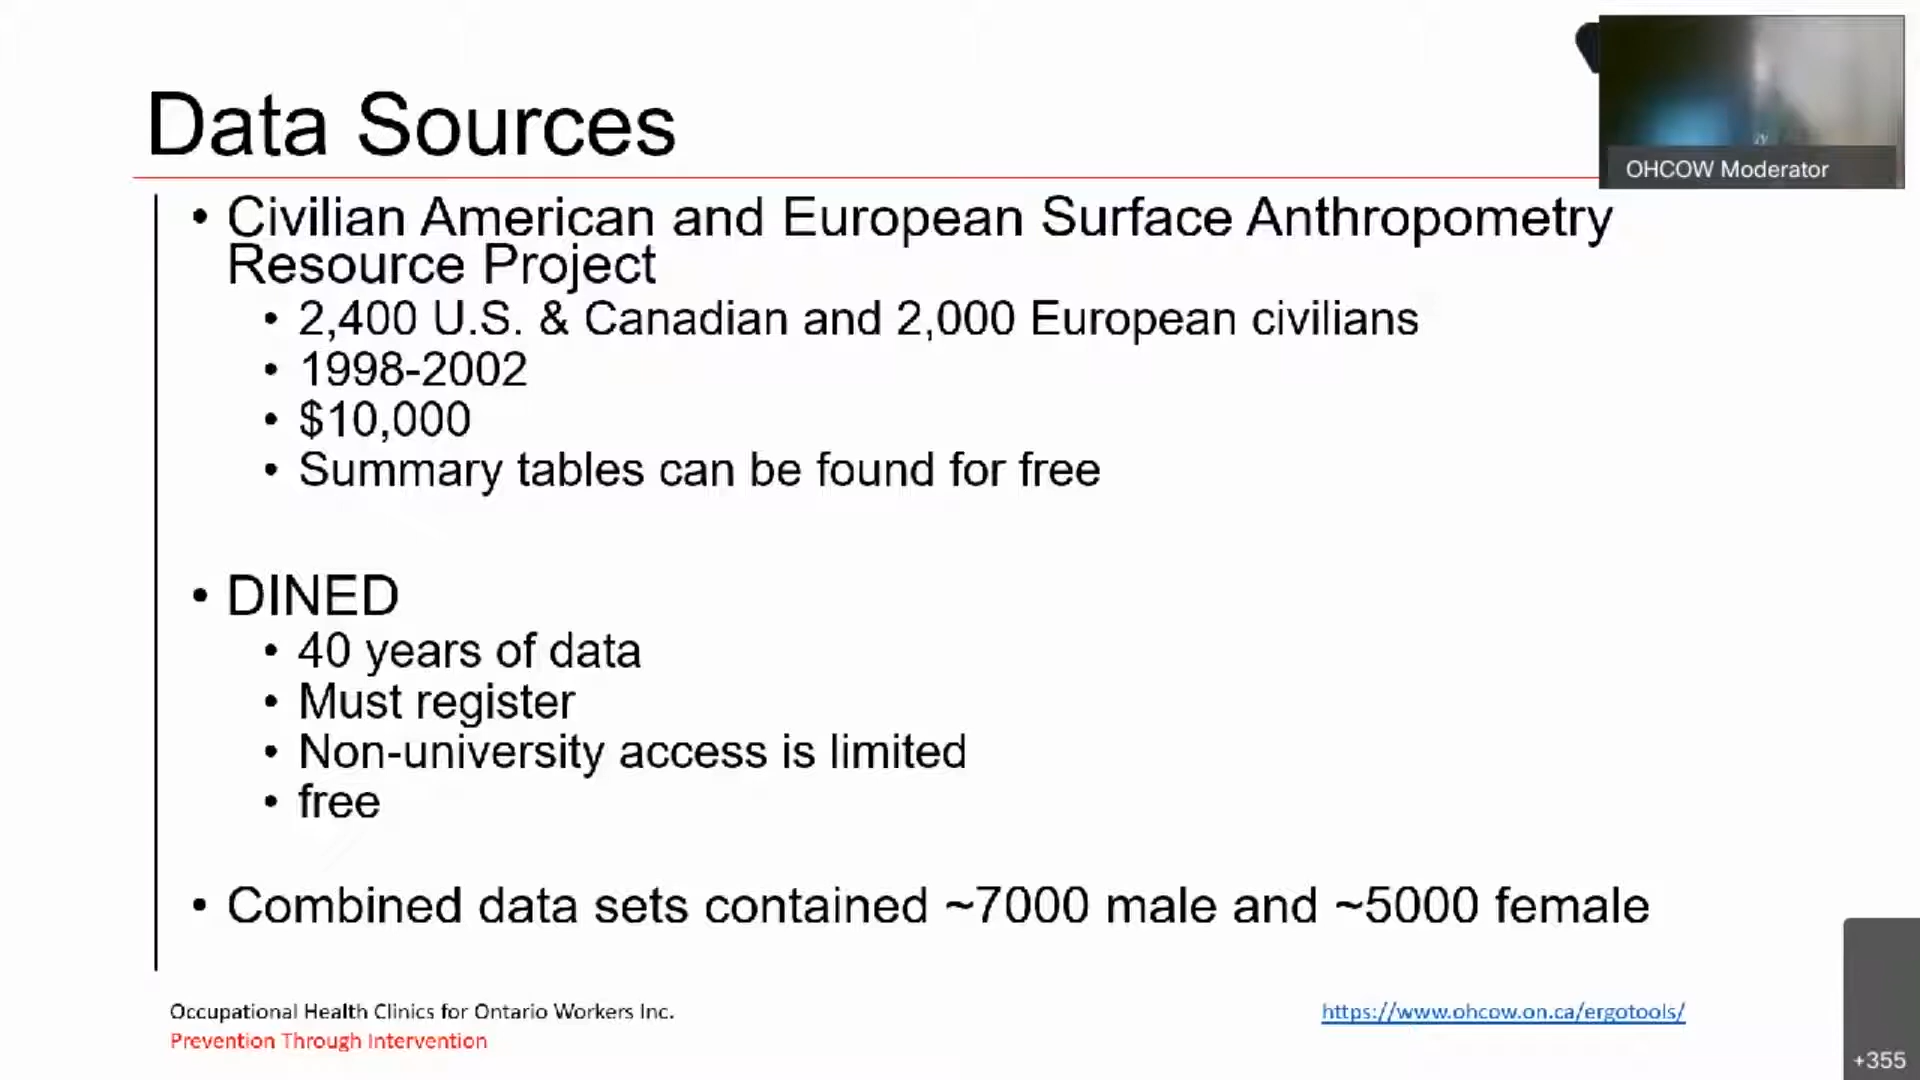 Data Sources
OHCOW Moderator
• Civilian American and European Surface Anthropometry
Resource Project
• 2,400 U.S. & Canadian and 2,000 European civilians
• 1998-2002
• $10,000
• Summary tables can be found for free
• DINED
• 40 years of data
• Must register
• Non-university access is limited
• free
• Combined data sets contained ~7000 male and ~5000 female
Occupational Health Clinics for Ontario Workers Inc.
Prevention Through Intervention
https://www.ohcow.on.ca/ergotools/
+355